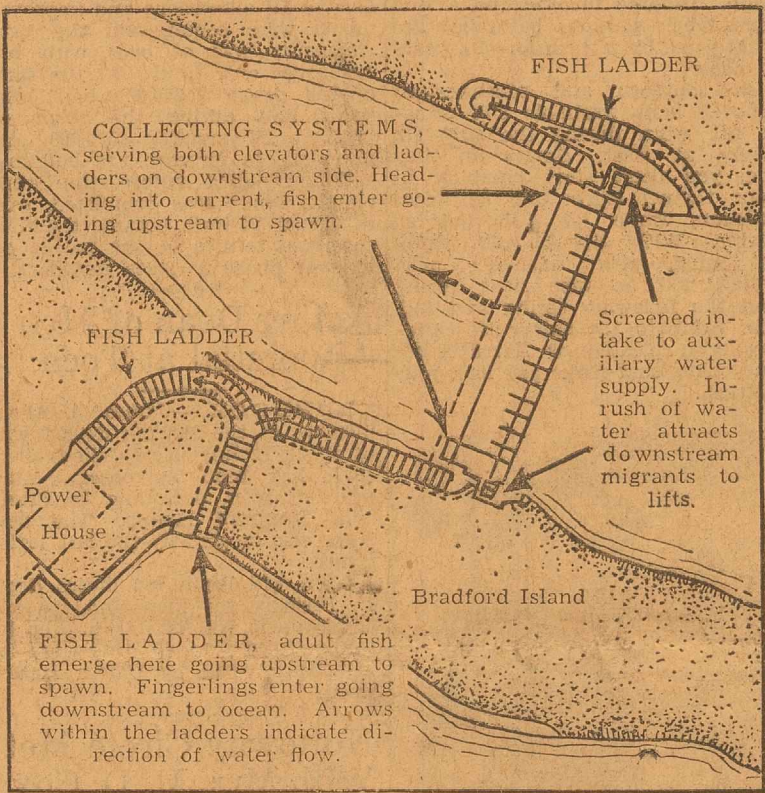 FISH LADDER
COLLECTING SYSTEMS,
serving both elevators and lad-
ders on downstream side. Head-
ing into current, fish enter go-
ing upstream to spawn.
FISH LADDER
Screened in-
take to aux-
iliary water
supply. In-
rush of wa-
ter attracts
downstream
migrants to
lifts.
Power
House
Bradford Island
FISH LADDER, adult fish
emerge here going upstream to
spawn. Fingerlings enter going
downstream to ocean. Arrows
within the ladders indicate di-
rection of water flow.